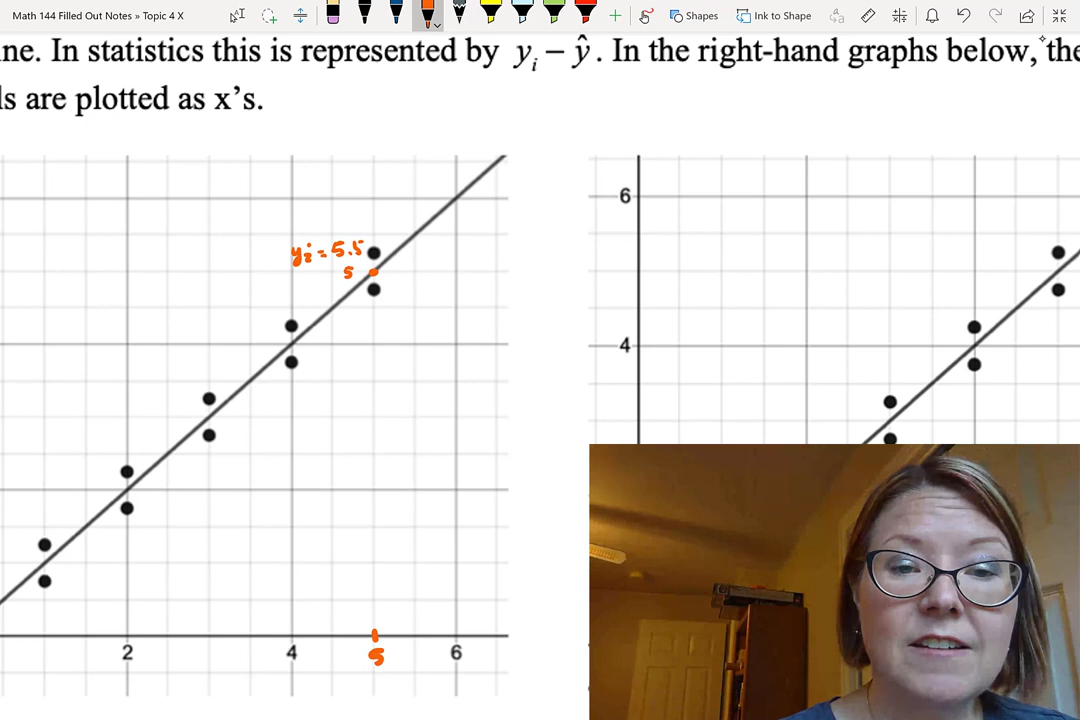 Math 144 Filled Out Notes » Topic 4 X
Shapes
Ink to Shape
ne. In statistics this is represented by yᵢ − ŷ. In the right-hand graphs below, the
ls are plotted as x's.
yᵢ = 5.5
5
6
4
2 4 6
5